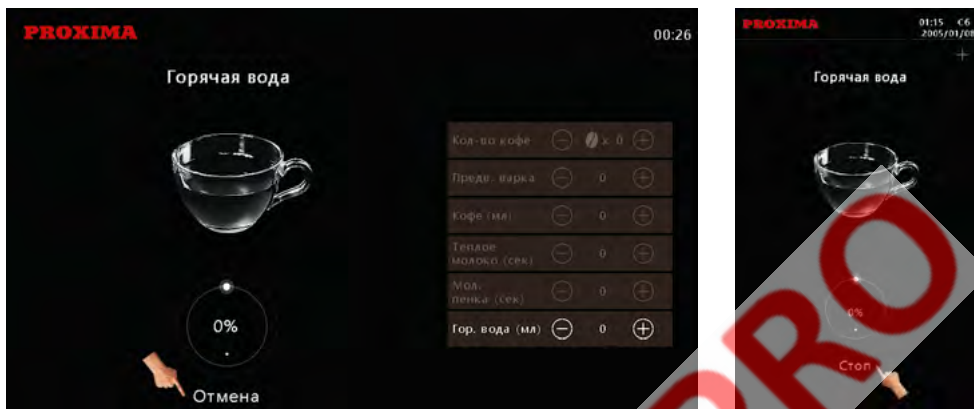 PROXIMA
00:26
Горячая вода
Кол-во кофе x 0
Предв. варка 0
Кофе (мл) 0
Теплое
молоко (сек) 0
Мол.
пенка (сек) 0
Гор. вода (мл) 0
0%
Отмена
PROXIMA
01:15 Сб
2005/01/08
Горячая вода
0%
Стоп
PRO